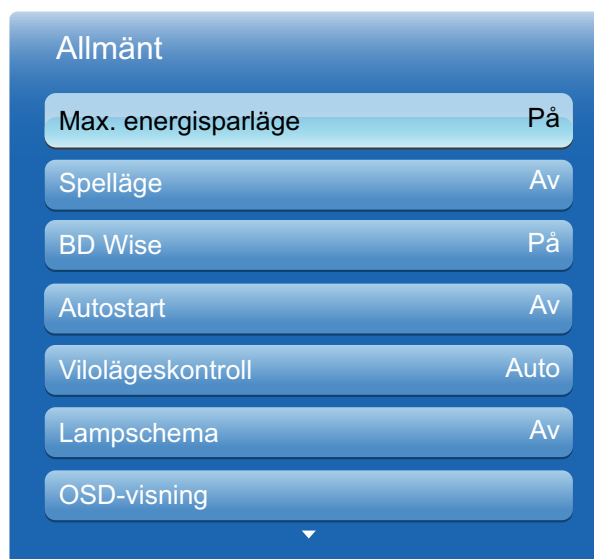 Allmänt
Max. energisparläge På
Spelläge Av
BD Wise På
Autostart Av
Vilolägeskontroll Auto
Lampschema Av
OSD-visning